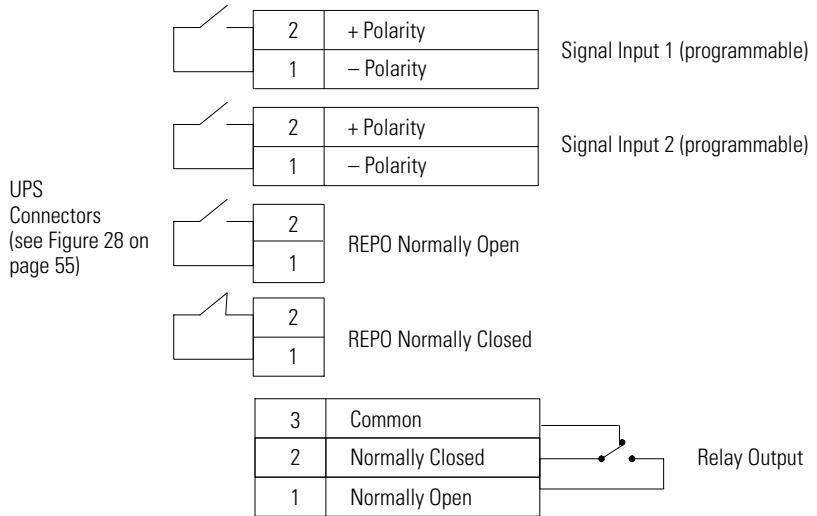 2 + Polarity
1 – Polarity
Signal Input 1 (programmable)
2 + Polarity
1 – Polarity
Signal Input 2 (programmable)
UPS
Connectors
(see Figure 28 on
page 55)
2
1
REPO Normally Open
2
1
REPO Normally Closed
3 Common
2 Normally Closed
1 Normally Open
Relay Output